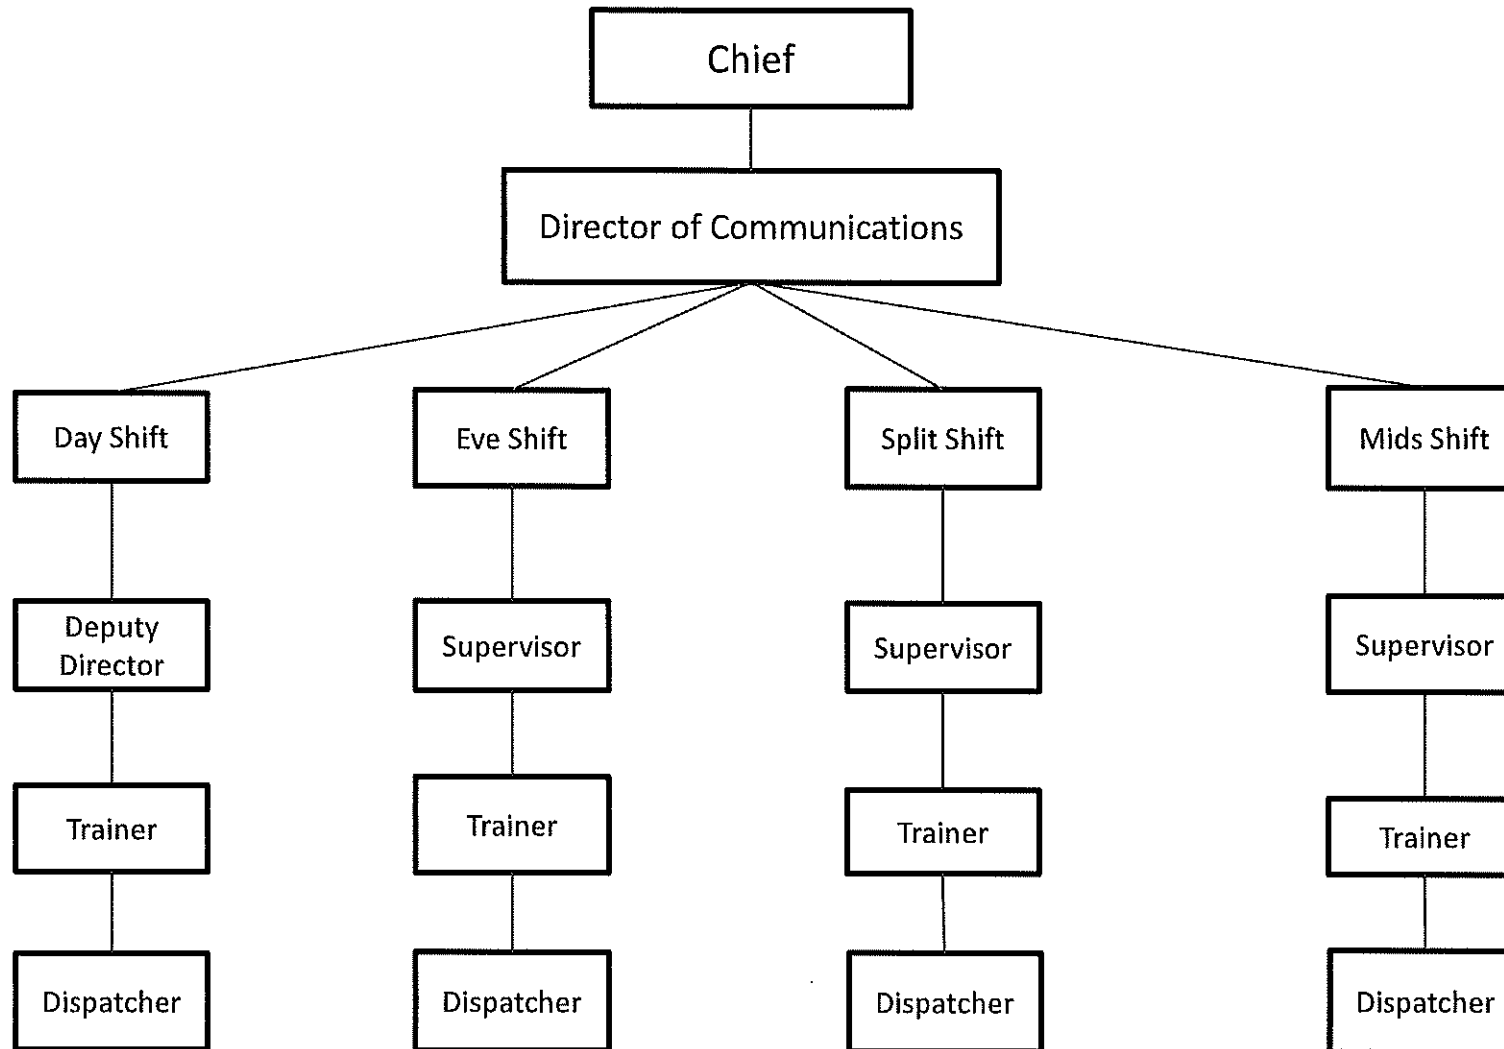 Chief
Director of Communications
Day Shift
Eve Shift
Split Shift
Mids Shift
Deputy
Director
Supervisor
Supervisor
Supervisor
Trainer
Trainer
Trainer
Trainer
Dispatcher
Dispatcher
Dispatcher
Dispatcher